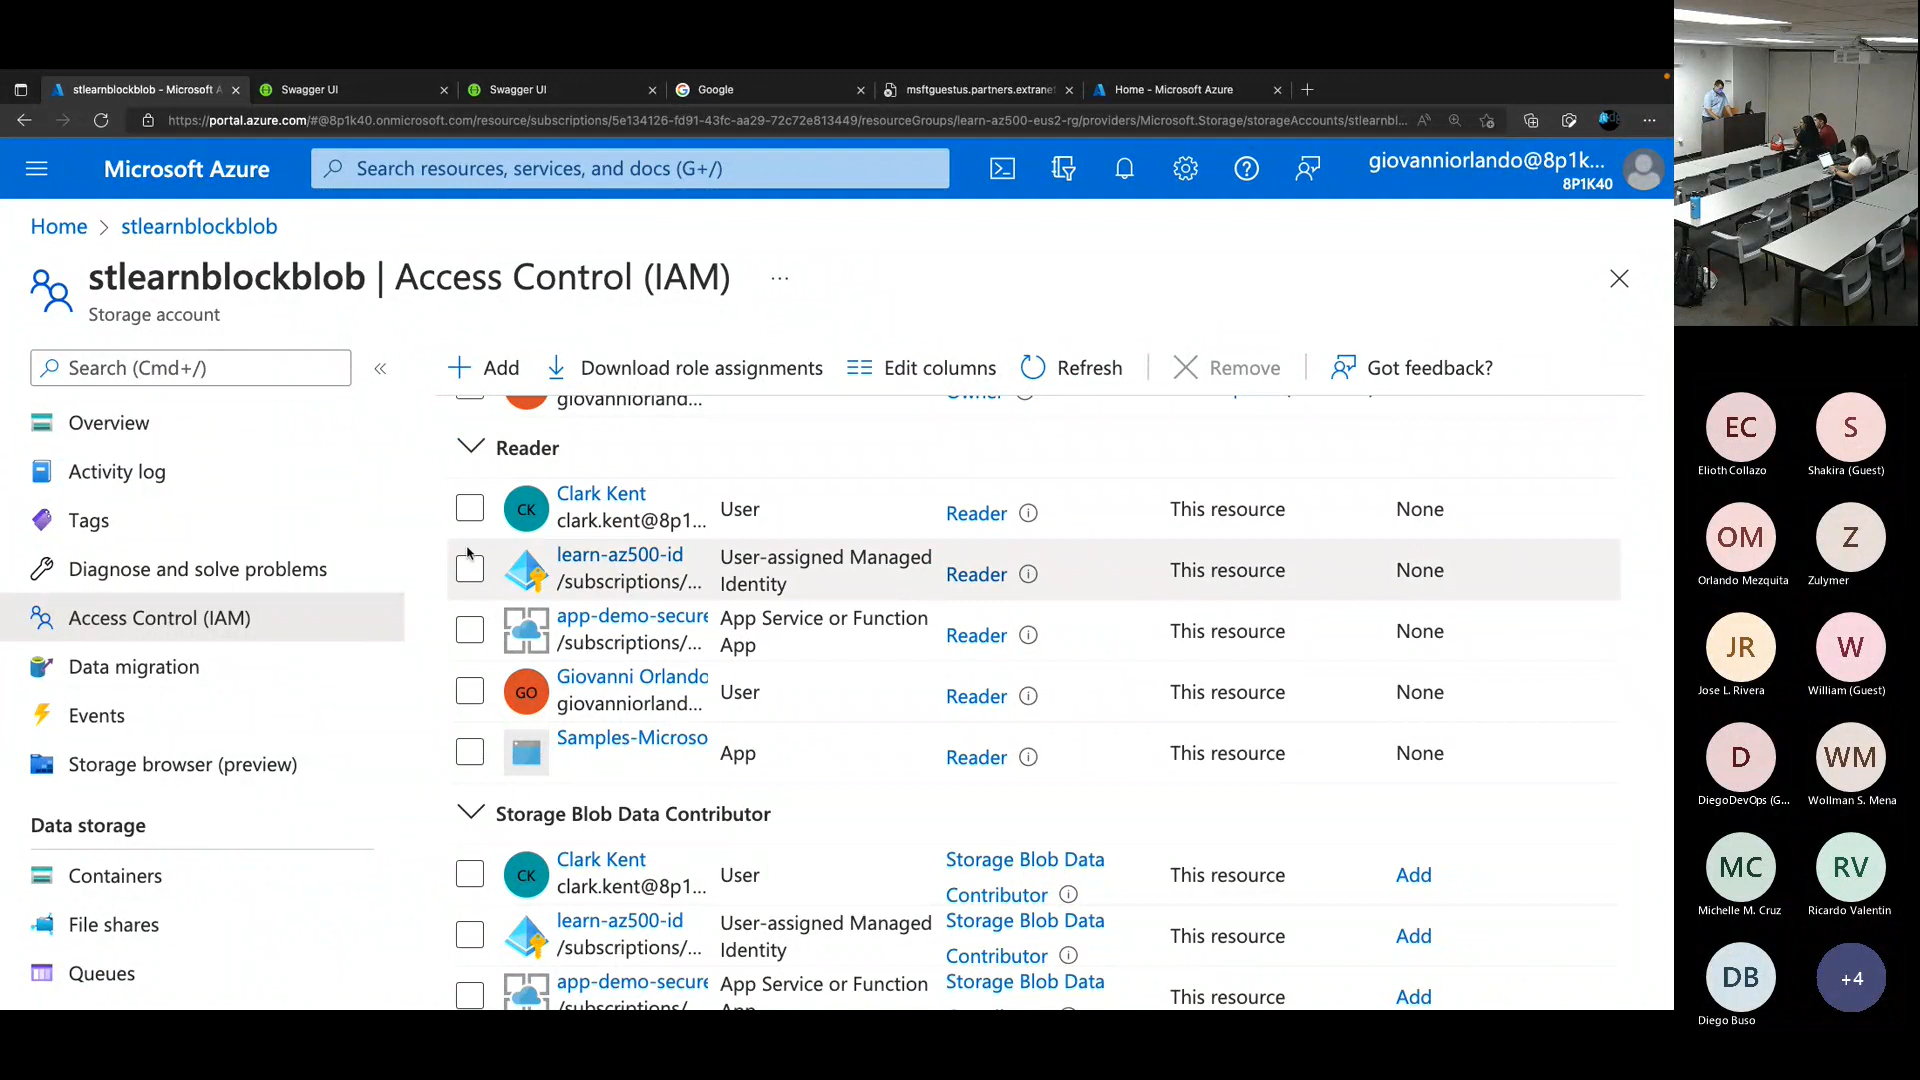 stlearnblockblob - Microsoft A
Swagger UI
Swagger UI
Google
msftguestus.partners.extranet
Home - Microsoft Azure
https://portal.azure.com/#@8p1k40.onmicrosoft.com/resource/subscriptions/5e134126-fd91-43fc-aa29-72c72e813449/resourceGroups/learn-az500-eus2-rg/providers/Microsoft.Storage/storageAccounts/stlearnbl...
Microsoft Azure
Search resources, services, and docs (G+/)
giovanniorlando@8p1k...
8P1K40
Home > stlearnblockblob
stlearnblockblob | Access Control (IAM) ...
Storage account
Search (Cmd+/)
Add
Download role assignments
Edit columns
Refresh
Remove
Got feedback?
Overview
Activity log
Tags
Diagnose and solve problems
Access Control (IAM)
Data migration
Events
Storage browser (preview)
Data storage
Containers
File shares
Queues
giovanniorland...
Owner
Reader
CK
Clark Kent
clark.kent@8p1...
User
Reader
This resource
None
learn-az500-id
/subscriptions/...
User-assigned Managed
Identity
Reader
This resource
None
app-demo-secure
/subscriptions/...
App Service or Function
App
Reader
This resource
None
GO
Giovanni Orlando
giovanniorland...
User
Reader
This resource
None
Samples-Microso
App
Reader
This resource
None
Storage Blob Data Contributor
CK
Clark Kent
clark.kent@8p1...
User
Storage Blob Data
Contributor
This resource
Add
learn-az500-id
/subscriptions/...
User-assigned Managed
Identity
Storage Blob Data
Contributor
This resource
Add
app-demo-secure
/subscriptions/...
App Service or Function
App
Storage Blob Data
This resource
Add
EC
Elioth Collazo
S
Shakira (Guest)
OM
Orlando Mezquita
Z
Zulymer
JR
Jose L. Rivera
W
William (Guest)
D
DiegoDevOps (G...
WM
Wollman S. Mena
MC
Michelle M. Cruz
RV
Ricardo Valentin
DB
Diego Buso
+4